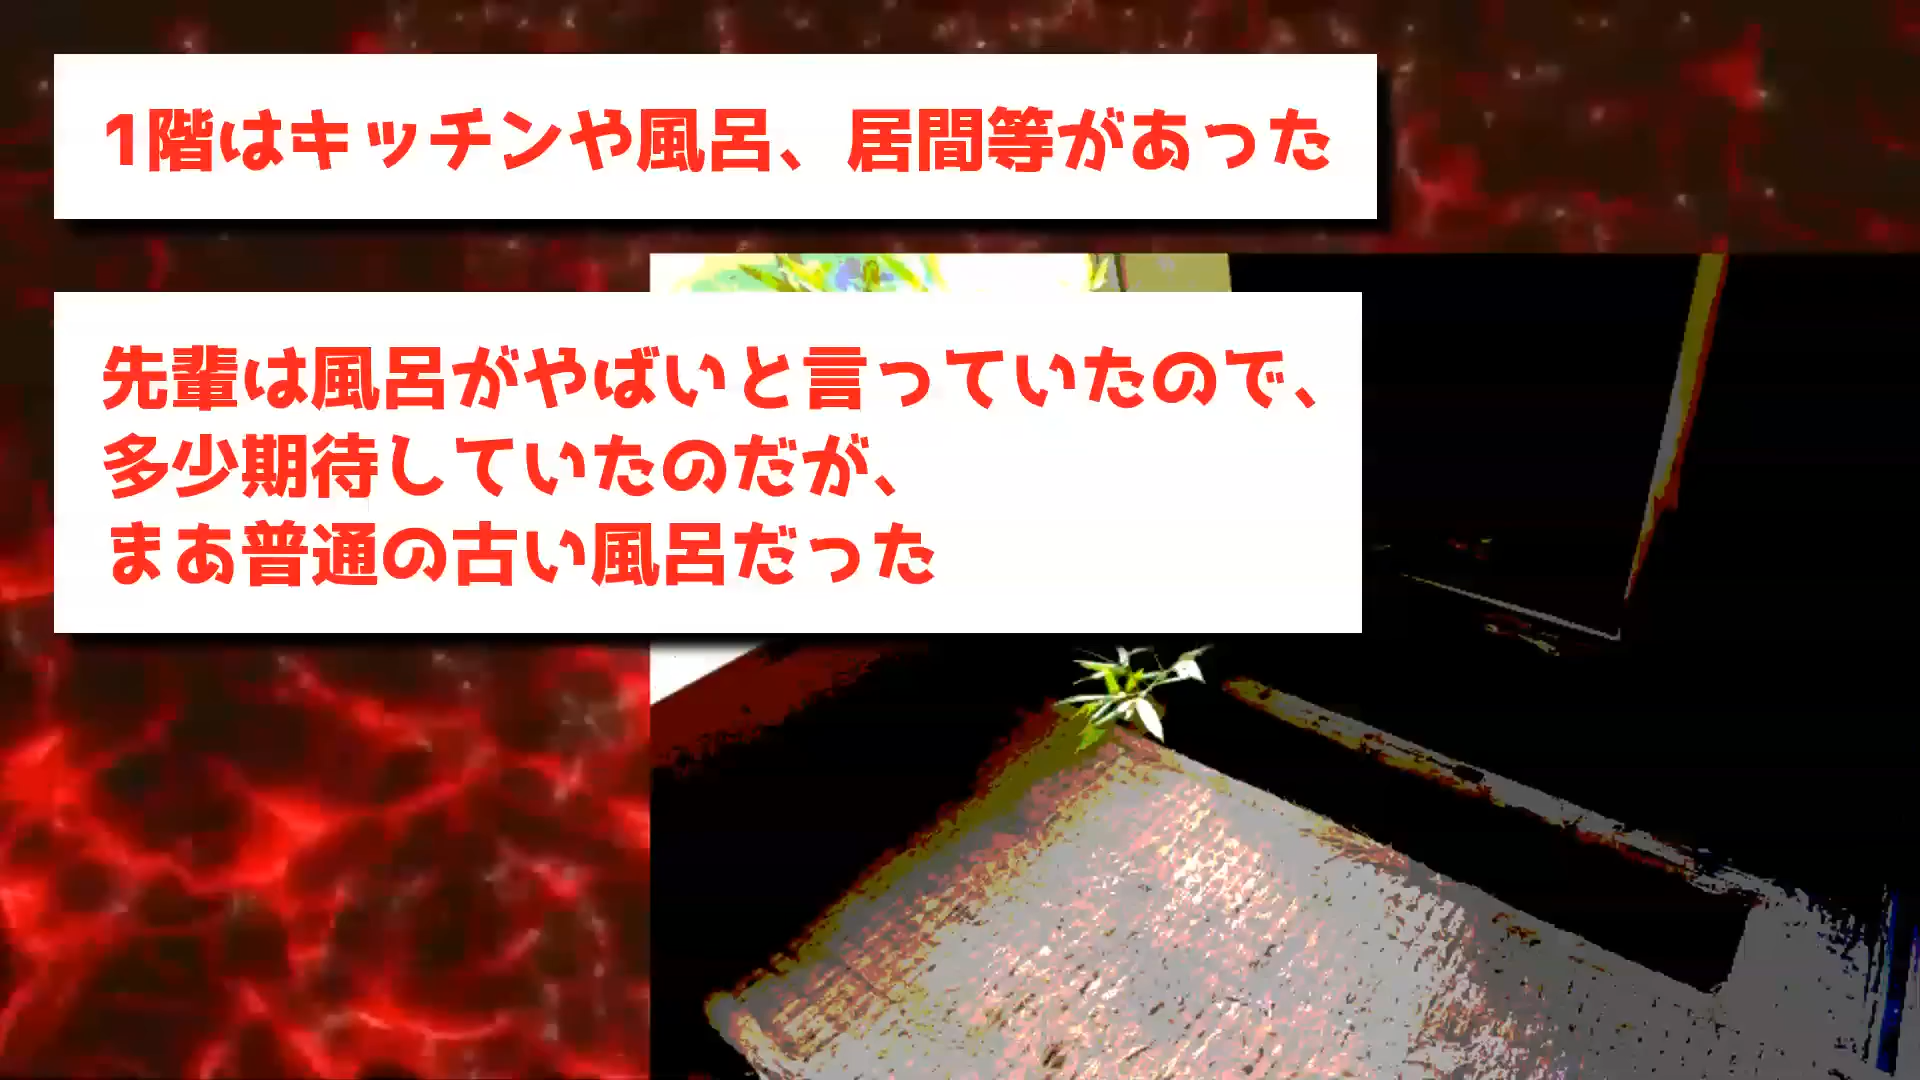 1階はキッチンや風呂、居間等があった
先輩は風呂がやばいと言っていたので、
多少期待していたのだが、
まあ普通の古い風呂だった